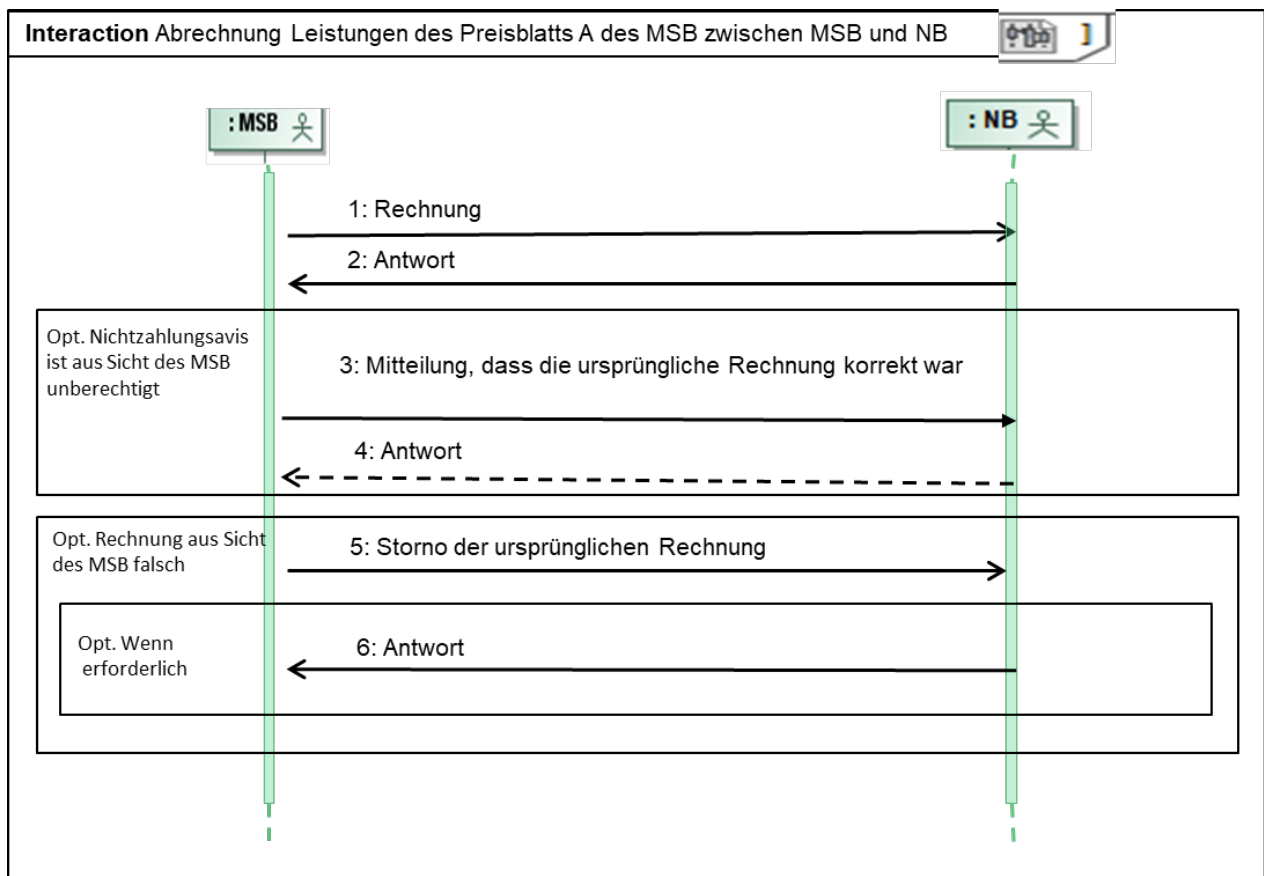 Interaction Abrechnung Leistungen des Preisblatts A des MSB zwischen MSB und NB
: MSB
: NB
1: Rechnung
2: Antwort
Opt. Nichtzahlungsavis
ist aus Sicht des MSB
unberechtigt
3: Mitteilung, dass die ursprüngliche Rechnung korrekt war
4: Antwort
Opt. Rechnung aus Sicht
des MSB falsch
5: Storno der ursprünglichen Rechnung
Opt. Wenn
erforderlich
6: Antwort